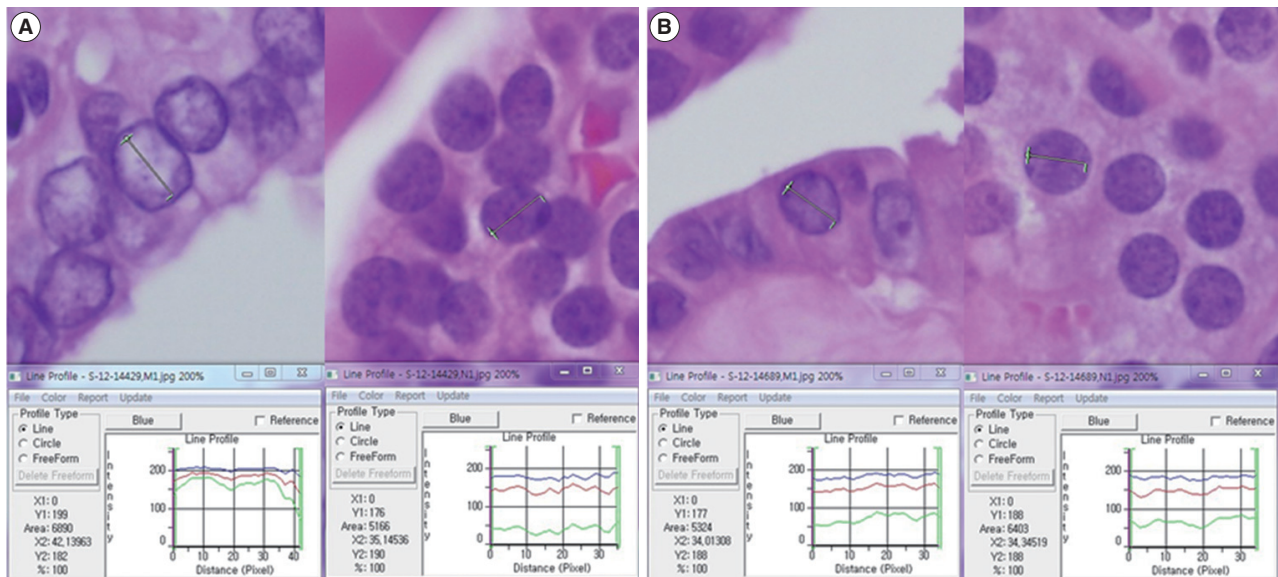 A
B
Line Profile - S-12-14429,M1.jpg 200%
File Color Report Update
Profile Type
Line
Circle
FreeForm
Delete Freeform
Blue
Reference
Line Profile
Intensity
200
100
0
0 10 20 30 40
Distance (Pixel)
X1: 0
Y1: 199
Area: 6890
X2: 42,13963
Y2: 182
%: 100
Line Profile - S-12-14429,N1.jpg 200%
File Color Report Update
Profile Type
Line
Circle
FreeForm
Delete Freeform
Blue
Reference
Line Profile
Intensity
200
100
0
0 10 20 30
Distance (Pixel)
X1: 0
Y1: 176
Area: 5166
X2: 35,14536
Y2: 190
%: 100
Line Profile - S-12-14689,M1.jpg 200%
File Color Report Update
Profile Type
Line
Circle
FreeForm
Delete Freeform
Blue
Reference
Line Profile
Intensity
200
100
0
0 10 20 30
Distance (Pixel)
X1: 0
Y1: 177
Area: 5324
X2: 34,01308
Y2: 188
%: 100
Line Profile - S-12-14689,N1.jpg 200%
File Color Report Update
Profile Type
Line
Circle
FreeForm
Delete Freeform
Blue
Reference
Line Profile
Intensity
200
100
0
0 10 20 30
Distance (Pixel)
X1: 0
Y1: 188
Area: 6403
X2: 34,34519
Y2: 188
%: 100